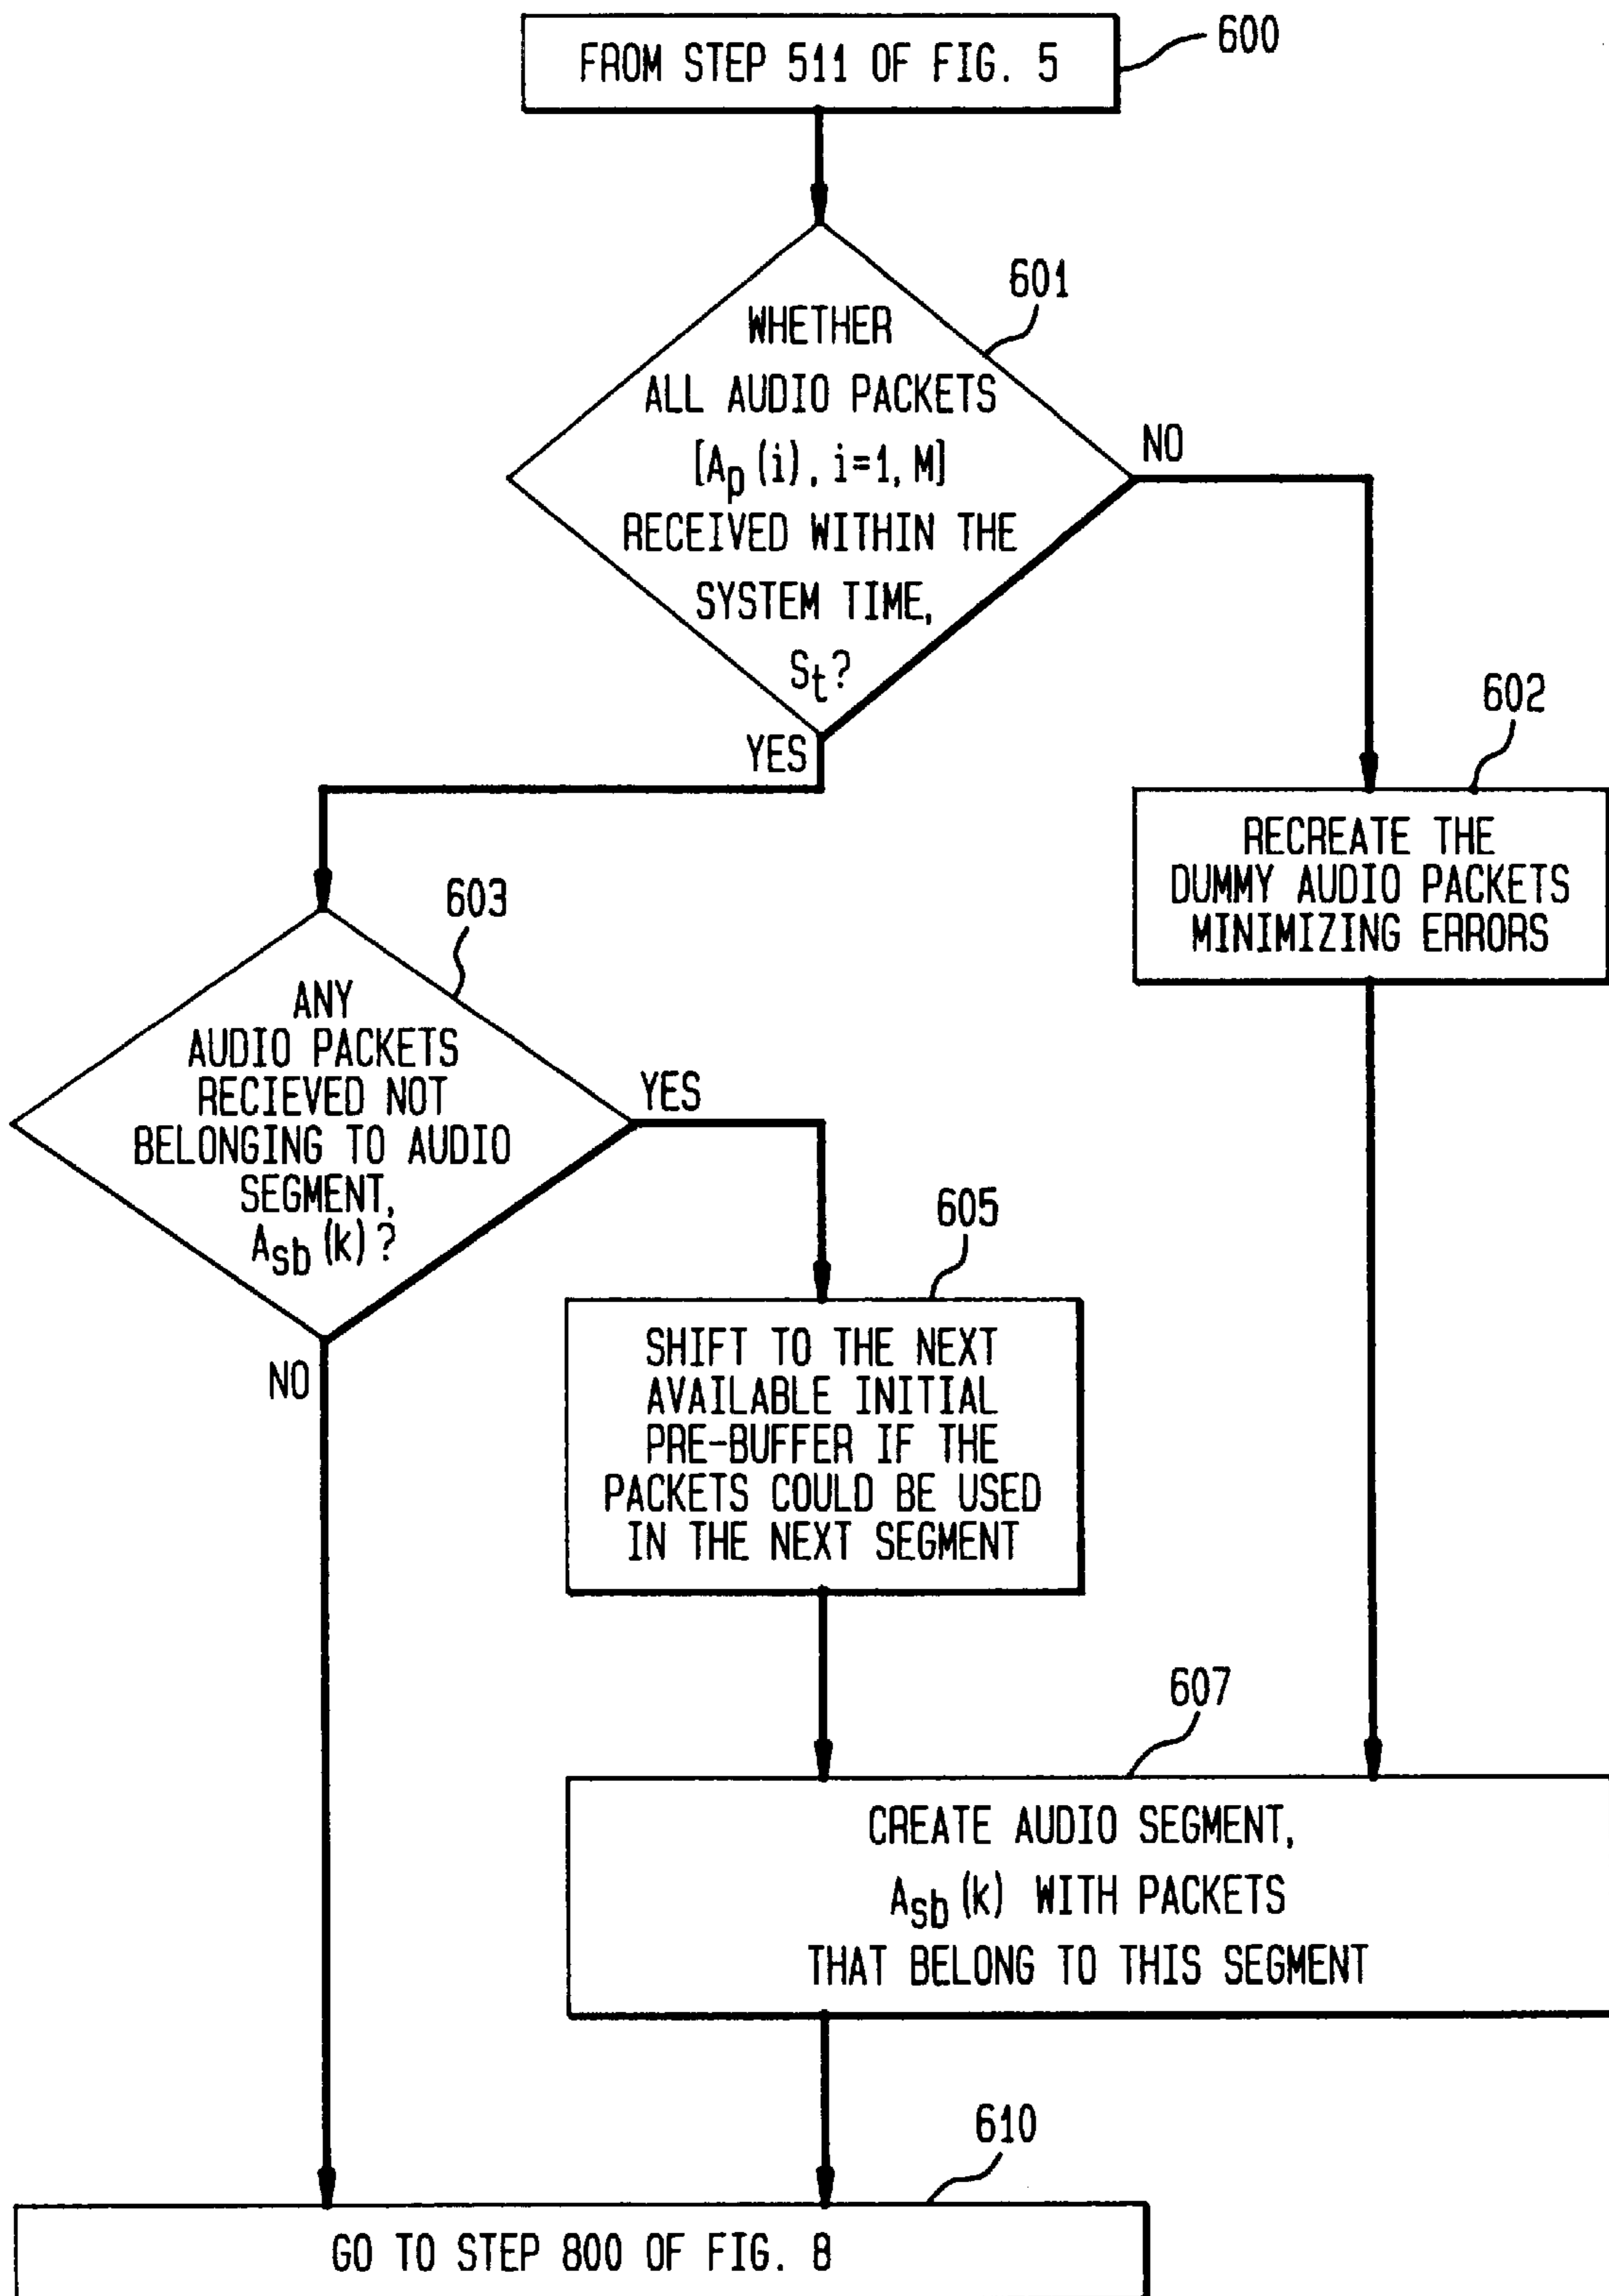 FROM STEP 511 OF FIG. 5
600
601
WHETHER
ALL AUDIO PACKETS
[Ap(i), i=1, M]
RECEIVED WITHIN THE
SYSTEM TIME,
St?
NO
YES
602
RECREATE THE
DUMMY AUDIO PACKETS
MINIMIZING ERRORS
603
ANY
AUDIO PACKETS
RECIEVED NOT
BELONGING TO AUDIO
SEGMENT,
Asb(k)?
YES
NO
605
SHIFT TO THE NEXT
AVAILABLE INITIAL
PRE-BUFFER IF THE
PACKETS COULD BE USED
IN THE NEXT SEGMENT
607
CREATE AUDIO SEGMENT,
Asb(k) WITH PACKETS
THAT BELONG TO THIS SEGMENT
610
GO TO STEP 800 OF FIG. 8